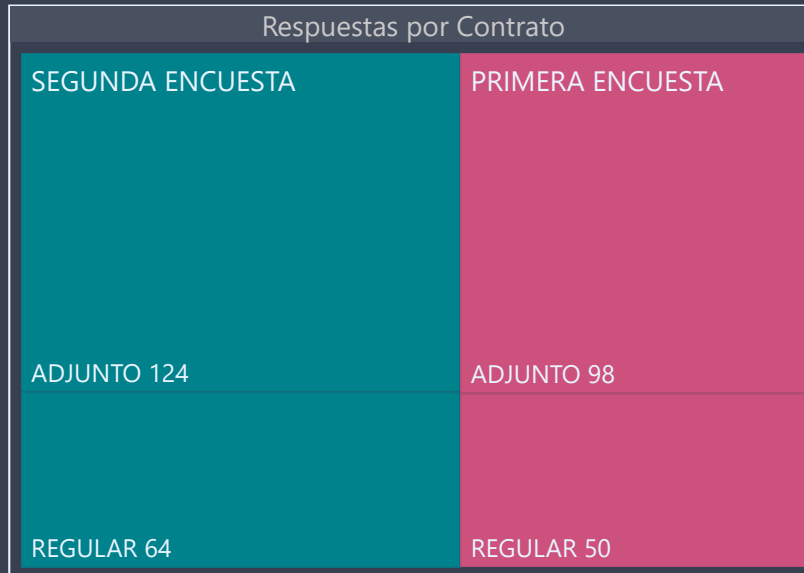 Respuestas por Contrato
SEGUNDA ENCUESTA
ADJUNTO 124
REGULAR 64
PRIMERA ENCUESTA
ADJUNTO 98
REGULAR 50